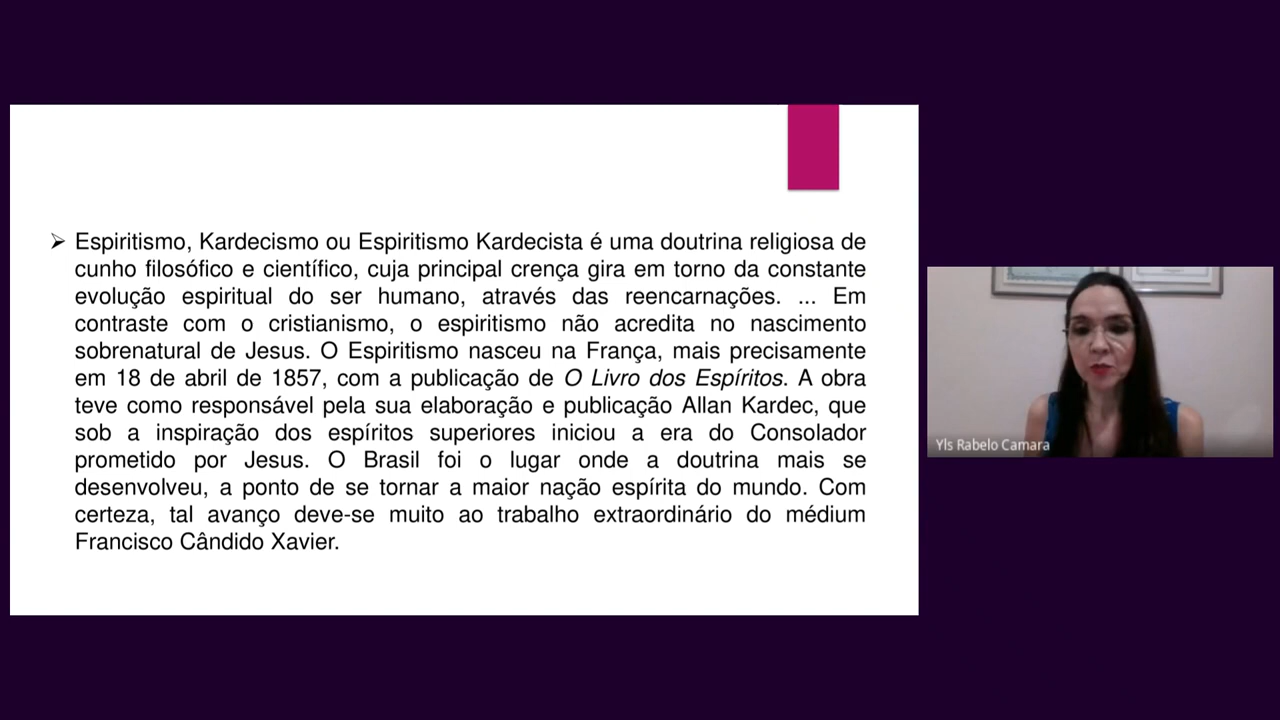 Espiritismo, Kardecismo ou Espiritismo Kardecista é uma doutrina religiosa de
cunho filosófico e científico, cuja principal crença gira em torno da constante
evolução espiritual do ser humano, através das reencarnações. ... Em
contraste com o cristianismo, o espiritismo não acredita no nascimento
sobrenatural de Jesus. O Espiritismo nasceu na França, mais precisamente
em 18 de abril de 1857, com a publicação de O Livro dos Espíritos. A obra
teve como responsável pela sua elaboração e publicação Allan Kardec, que
sob a inspiração dos espíritos superiores iniciou a era do Consolador
prometido por Jesus. O Brasil foi o lugar onde a doutrina mais se
desenvolveu, a ponto de se tornar a maior nação espírita do mundo. Com
certeza, tal avanço deve-se muito ao trabalho extraordinário do médium
Francisco Cândido Xavier.
Yls Rabelo Camara